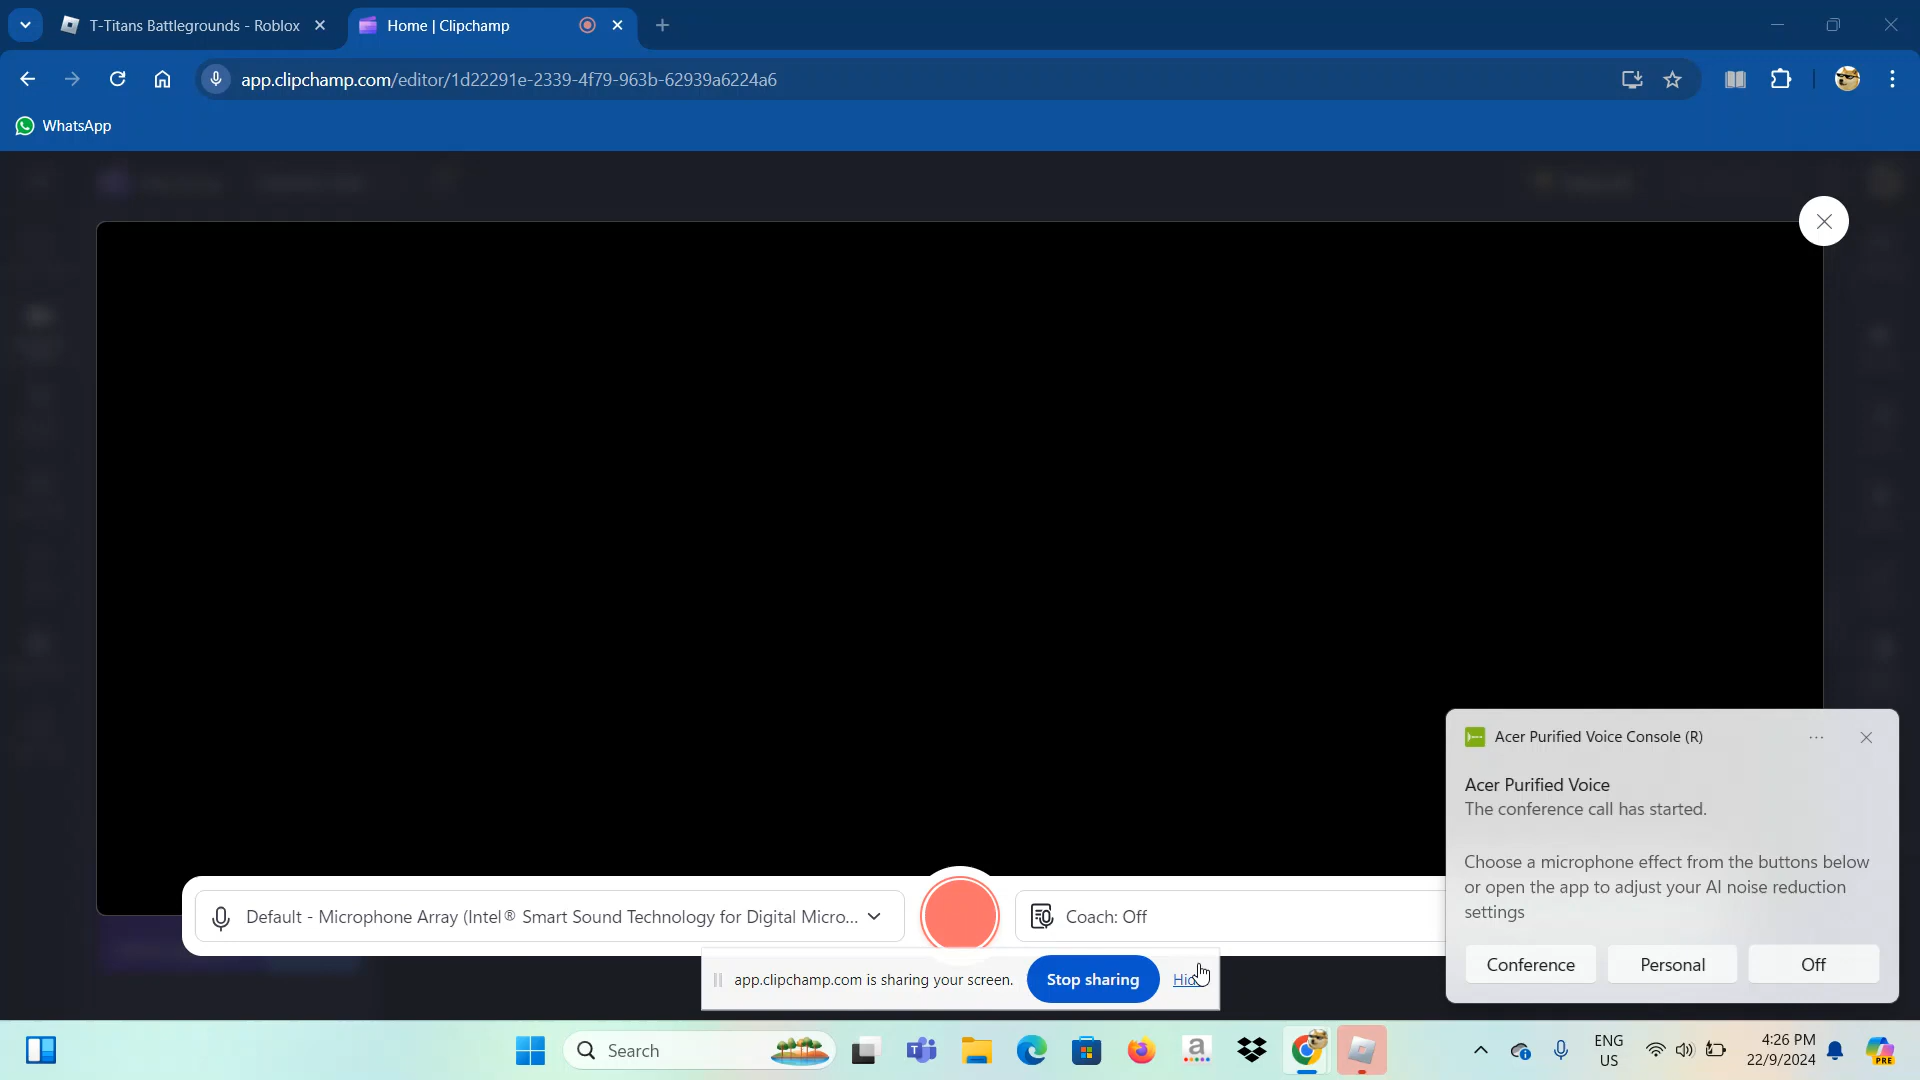 T-Titans Battlegrounds - Roblox
Home | Clipchamp
app.clipchamp.com/editor/1d22291e-2339-4f79-963b-62939a6224a6
WhatsApp
Acer Purified Voice Console (R)
Acer Purified Voice
The conference call has started.
Choose a microphone effect from the buttons below
or open the app to adjust your AI noise reduction
settings
Conference
Personal
Off
Default - Microphone Array (Intel® Smart Sound Technology for Digital Micro...
Coach: Off
app.clipchamp.com is sharing your screen.
Stop sharing
Search
a
ENG
US
4:26 PM
22/9/2024
PRE